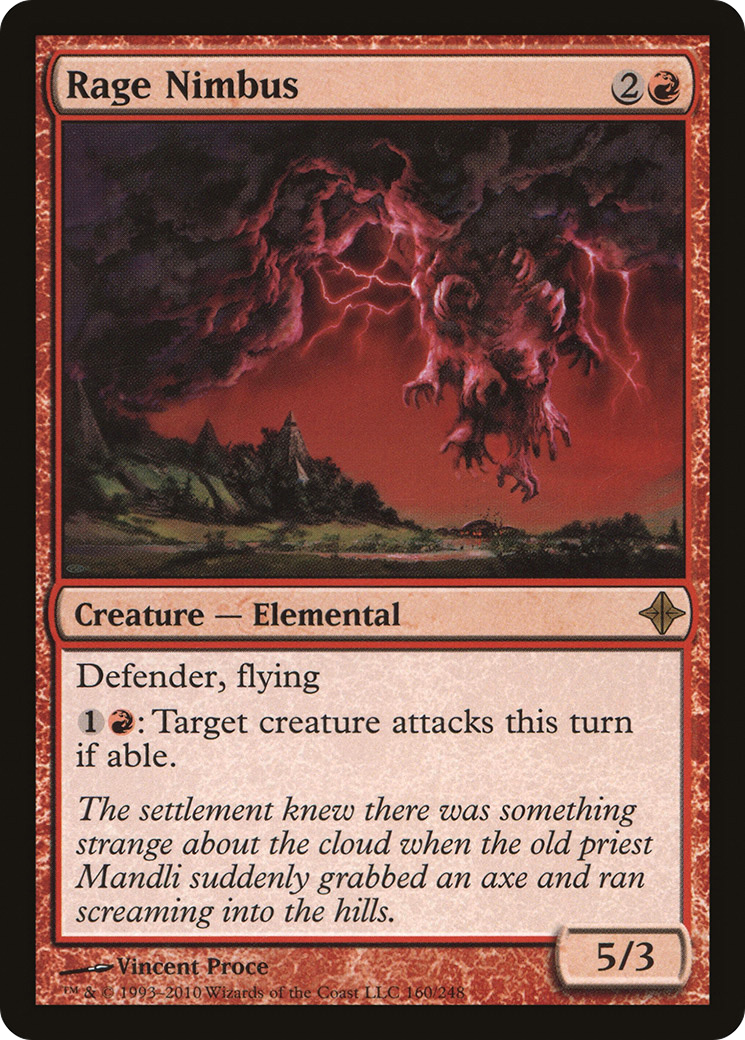 Rage Nimbus 2
Creature — Elemental
Defender, flying
1 : Target creature attacks this turn
if able.
The settlement knew there was something
strange about the cloud when the old priest
Mandli suddenly grabbed an axe and ran
screaming into the hills.
5/3
Vincent Proce
™ & © 1993–2010 Wizards of the Coast LLC 160/248